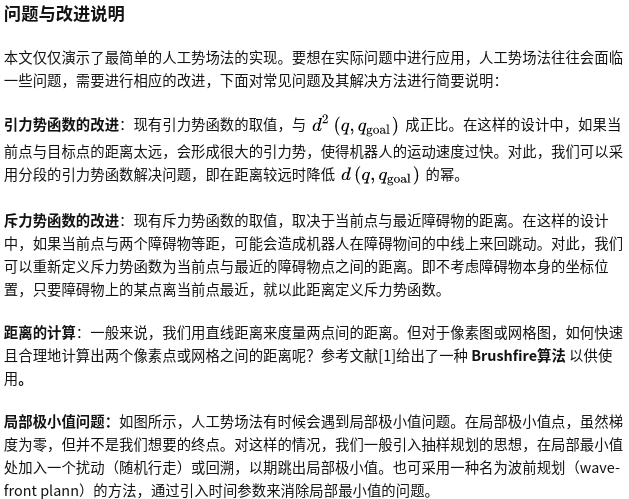 问题与改进说明
本文仅仅演示了最简单的人工势场法的实现。要想在实际问题中进行应用，人工势场法往往会面临
一些问题，需要进行相应的改进，下面对常见问题及其解决方法进行简要说明：
引力势函数的改进：现有引力势函数的取值，与 d² (q, q_goal) 成正比。在这样的设计中，如果当
前点与目标点的距离太远，会形成很大的引力势，使得机器人的运动速度过快。对此，我们可以采
用分段的引力势函数解决问题，即在距离较远时降低 d (q, q_goal) 的幂。
斥力势函数的改进：现有斥力势函数的取值，取决于当前点与最近障碍物的距离。在这样的设计
中，如果当前点与两个障碍物等距，可能会造成机器人在障碍物间的中线上来回跳动。对此，我们
可以重新定义斥力势函数为当前点与最近的障碍物点之间的距离。即不考虑障碍物本身的坐标位
置，只要障碍物上的某点离当前点最近，就以此距离定义斥力势函数。
距离的计算：一般来说，我们用直线距离来度量两点间的距离。但对于像素图或网格图，如何快速
且合理地计算出两个像素点或网格之间的距离呢？参考文献[1]给出了一种 Brushfire算法 以供使
用。
局部极小值问题：如图所示，人工势场法有时候会遇到局部极小值问题。在局部极小值点，虽然梯
度为零，但并不是我们想要的终点。对这样的情况，我们一般引入抽样规划的思想，在局部最小值
处加入一个扰动（随机行走）或回溯，以期跳出局部极小值。也可采用一种名为波前规划（wave-
front plann）的方法，通过引入时间参数来消除局部最小值的问题。